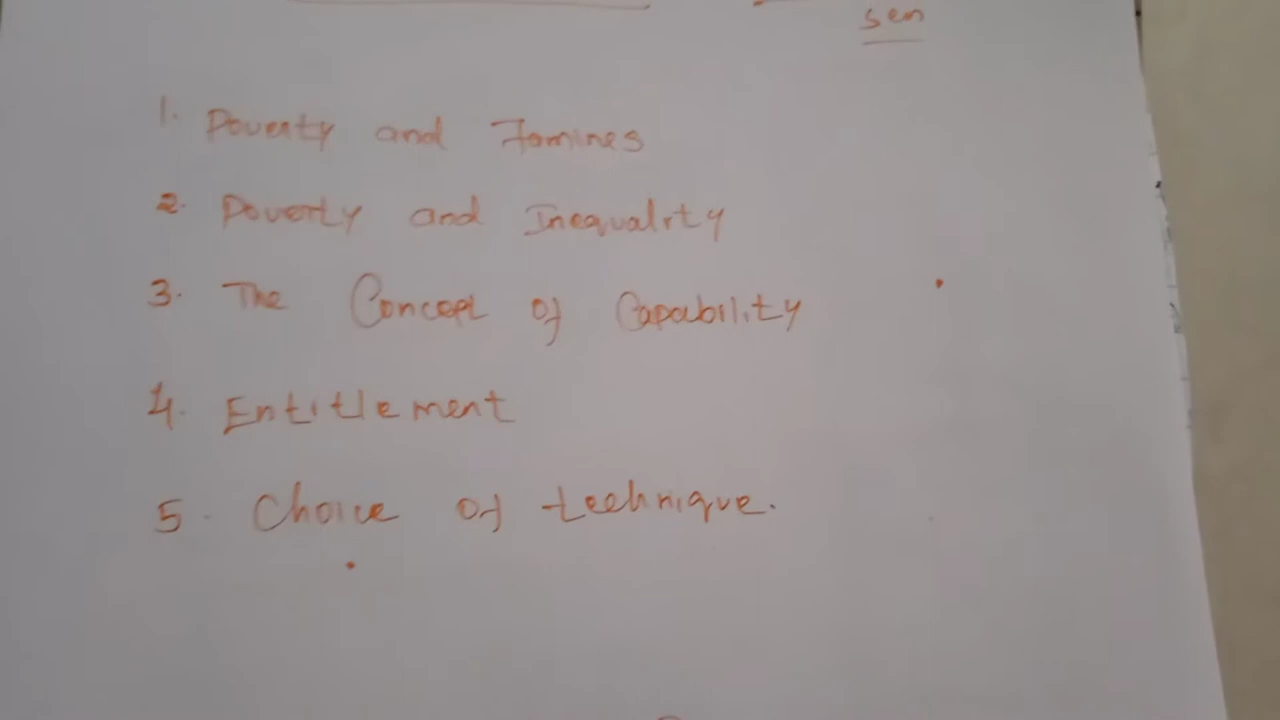 sen
1. Poverty and Famines
2. Poverty and Inequality
3. The Concept of Capability
4. Entitlement
5. Choice of technique.